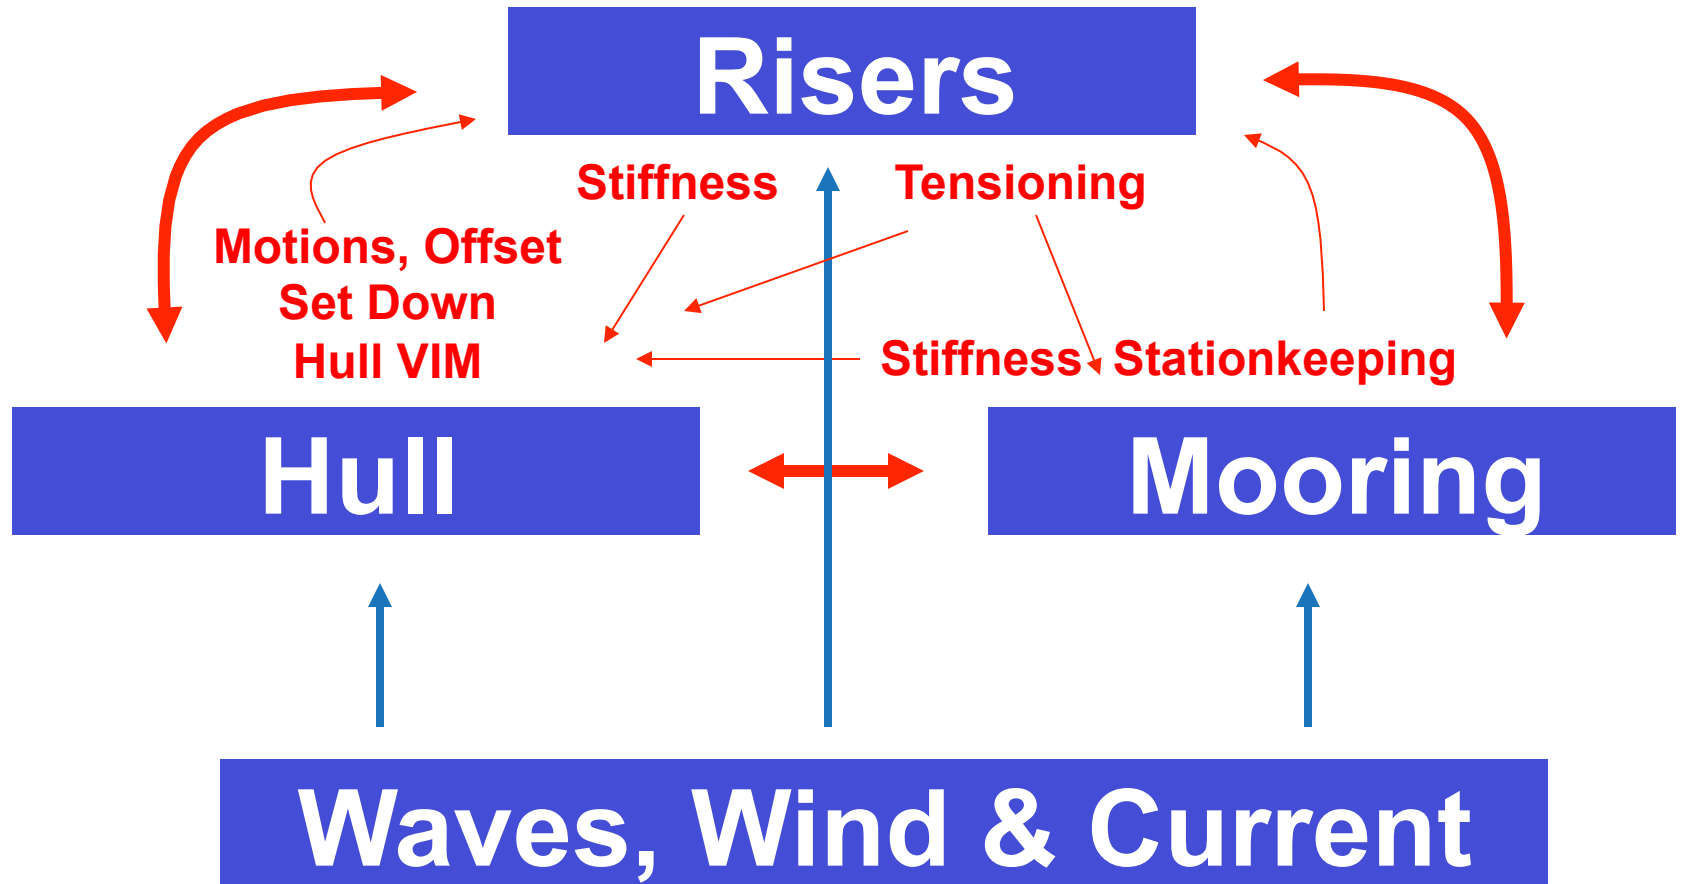 Risers
Stiffness
Tensioning
Motions, Offset
Set Down
Hull VIM
Stiffness
Stationkeeping
Hull
Mooring
Waves, Wind & Current